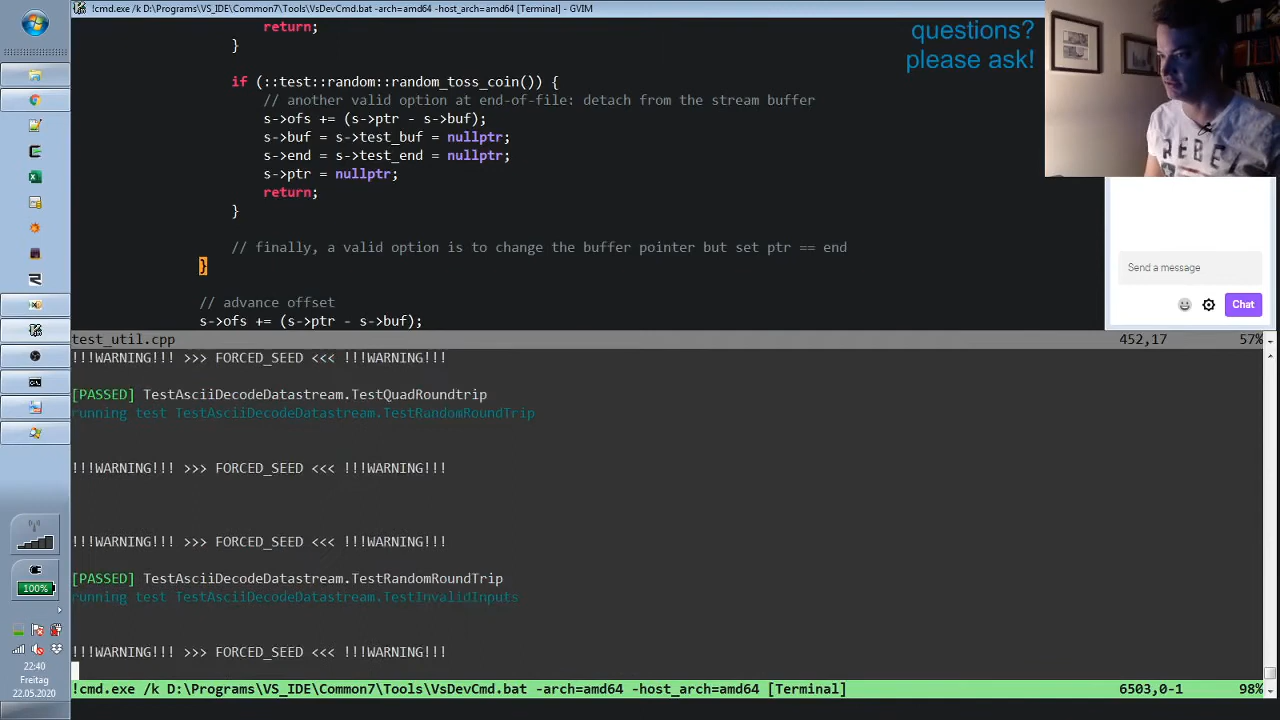 !cmd.exe /k D:\Programs\VS_IDE\Common7\Tools\VsDevCmd.bat -arch=amd64 -host_arch=amd64 [Terminal] - GVIM
return;
}
if (::test::random::random_toss_coin()) {
// another valid option at end-of-file: detach from the stream buffer
s->ofs += (s->ptr - s->buf);
s->buf = s->test_buf = nullptr;
s->end = s->test_end = nullptr;
s->ptr = nullptr;
return;
}
// finally, a valid option is to change the buffer pointer but set ptr == end
}
// advance offset
s->ofs += (s->ptr - s->buf);
test_util.cpp 452,17 57%
!!!WARNING!!! >>> FORCED_SEED <<< !!!WARNING!!!
[PASSED] TestAsciiDecodeDatastream.TestQuadRoundtrip
running test TestAsciiDecodeDatastream.TestRandomRoundTrip
!!!WARNING!!! >>> FORCED_SEED <<< !!!WARNING!!!
!!!WARNING!!! >>> FORCED_SEED <<< !!!WARNING!!!
[PASSED] TestAsciiDecodeDatastream.TestRandomRoundTrip
running test TestAsciiDecodeDatastream.TestInvalidInputs
!!!WARNING!!! >>> FORCED_SEED <<< !!!WARNING!!!
!cmd.exe /k D:\Programs\VS_IDE\Common7\Tools\VsDevCmd.bat -arch=amd64 -host_arch=amd64 [Terminal] 6503,0-1 98%
questions?
please ask!
REBE
Send a message
Chat
100%
22:40
Freitag
22.05.2020